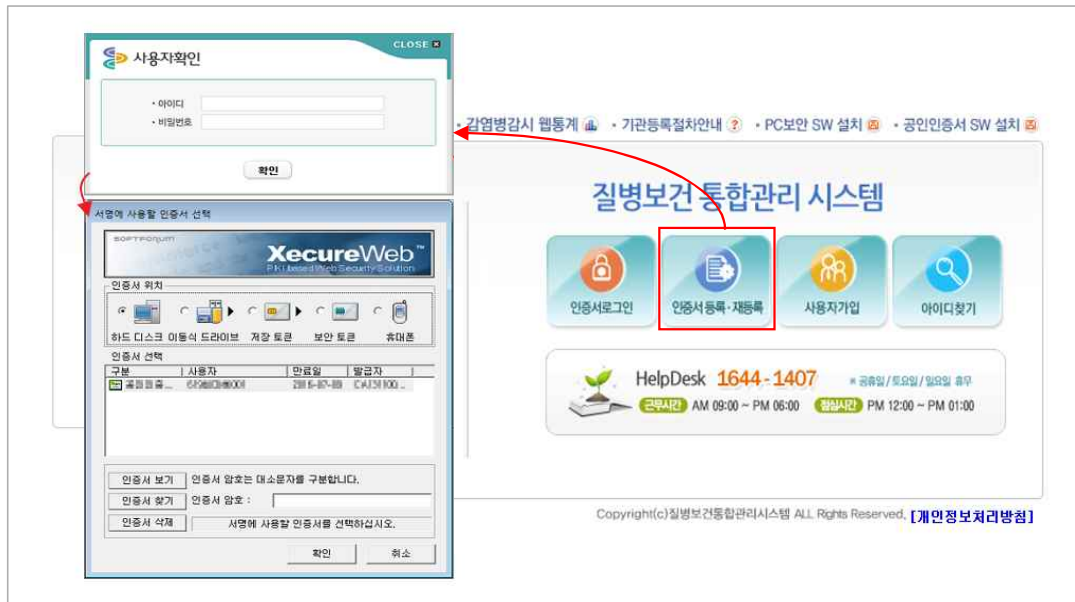 CLOSE
사용자확인
· 아이디
· 비밀번호
확인
· 감염병감시 웹통계 · 기관등록절차안내 ? · PC보안 SW 설치 · 공인인증서 SW 설치
질병보건 통합관리 시스템
인증서로그인 인증서 등록·재등록 사용자가입 아이디찾기
HelpDesk 1644-1407 ※ 공휴일/토요일/일요일 휴무
근무시간 AM 09:00 ~ PM 06:00 점심시간 PM 12:00 ~ PM 01:00
Copyright(c)질병보건통합관리시스템 ALL Rights Reserved. [개인정보처리방침]
서명에 사용할 인증서 선택
SOFTForum
XecureWeb™
PKI based Web Security Solution
인증서 위치
하드 디스크 이동식 드라이브 저장 토큰 보안 토큰 휴대폰
인증서 선택
구분 사용자 만료일 발급자
인증서 보기 인증서 암호는 대소문자를 구분합니다.
인증서 찾기 인증서 암호 :
인증서 삭제 서명에 사용할 인증서를 선택하십시오.
확인 취소